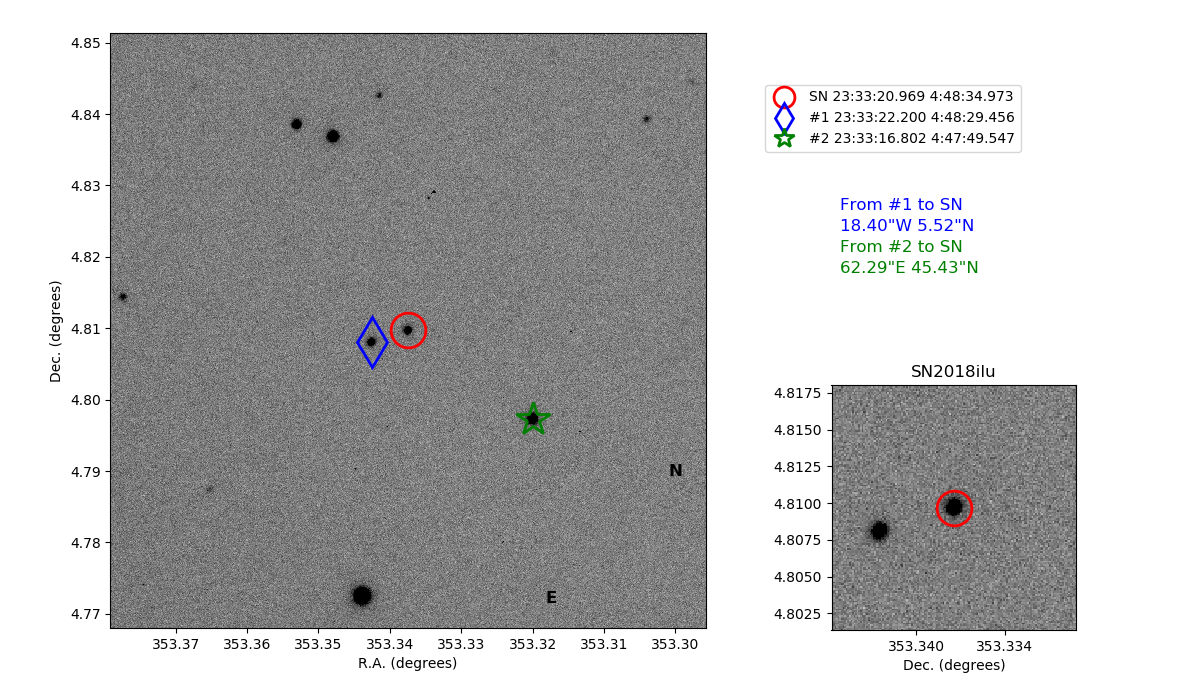 4.85
4.84
4.83
4.82
4.81
4.80
4.79
4.78
4.77
Dec. (degrees)
353.37 353.36 353.35 353.34 353.33 353.32 353.31 353.30
R.A. (degrees)
N
E
SN 23:33:20.969 4:48:34.973
#1 23:33:22.200 4:48:29.456
#2 23:33:16.802 4:47:49.547
From #1 to SN
18.40"W 5.52"N
From #2 to SN
62.29"E 45.43"N
SN2018ilu
4.8175
4.8150
4.8125
4.8100
4.8075
4.8050
4.8025
353.340 353.334
Dec. (degrees)